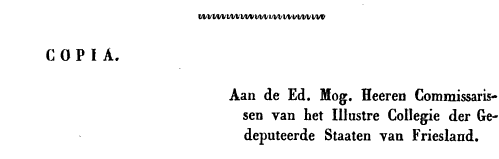 COPIA.
Aan de Ed. Mog. Heeren Commissaris-
sen van het Illustre Collegie der Ge-
deputeerde Staaten van Friesland.